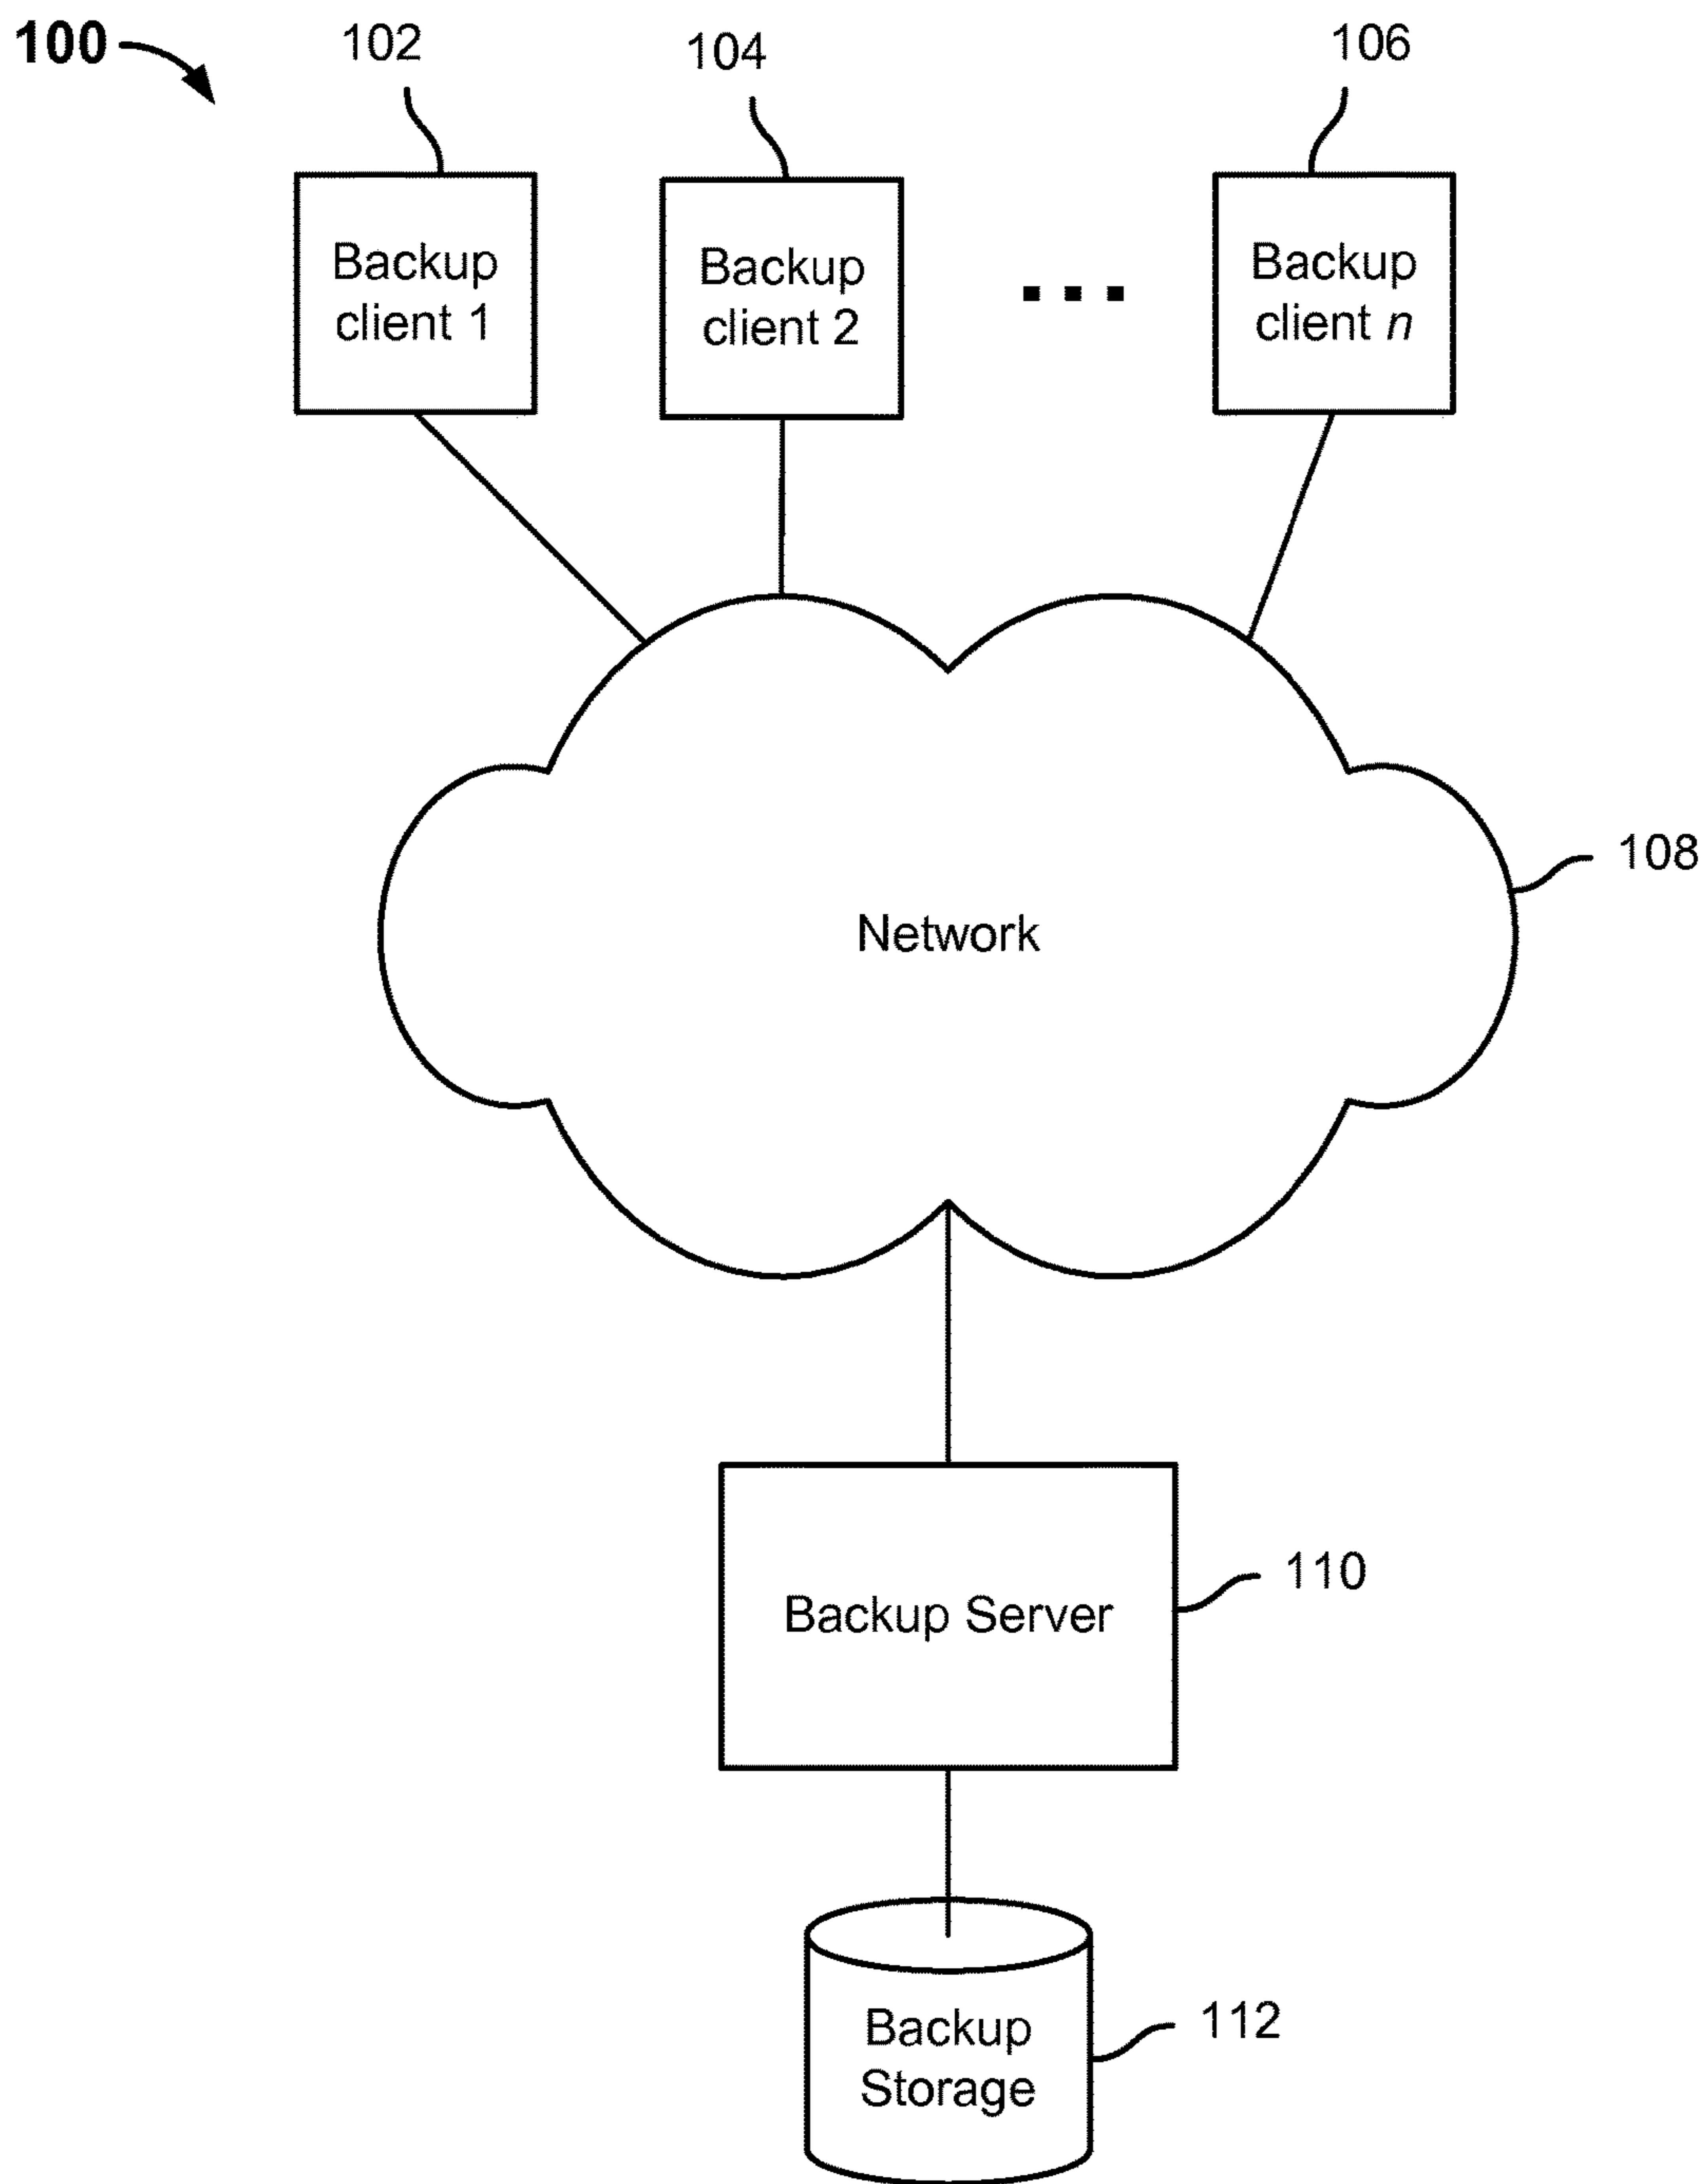 100
102
104
106
Backup
client 1
Backup
client 2
...
Backup
client n
108
Network
110
Backup Server
112
Backup
Storage